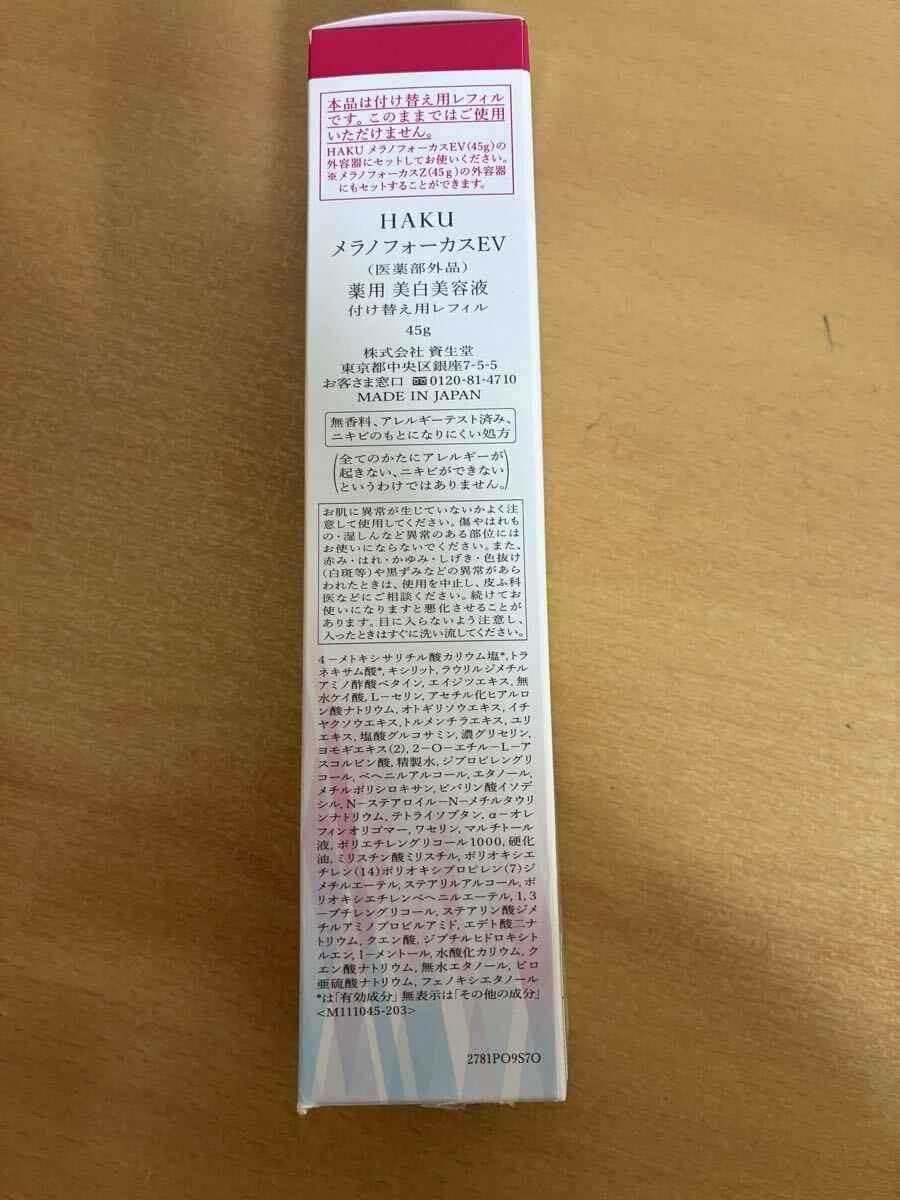 本品は付け替え用レフィル
です。このままではご使用
いただけません。
HAKU メラノフォーカスEV(45g)の
外容器にセットしてお使いください。
※メラノフォーカスZ(45g)の外容器
にもセットすることができます。
HAKU
メラノフォーカスEV
(医薬部外品)
薬用 美白美容液
付け替え用レフィル
45g
株式会社 資生堂
東京都中央区銀座7-5-5
お客さま窓口 0120-81-4710
MADE IN JAPAN
無香料、アレルギーテスト済み、
ニキビのもとになりにくい処方
(全てのかたにアレルギーが
起きない、ニキビができない
というわけではありません。)
お肌に異常が生じていないかよく注
意して使用してください。傷やはれも
の・湿しんなど異常のある部位には
お使いにならないでください。また、
赤み・はれ・かゆみ・しげき・色抜け
(白斑等)や黒ずみなどの異常があら
われたときは、使用を中止し、皮ふ科
医などにご相談ください。続けてお
使いになりますと悪化させることが
あります。目に入らないよう注意し、
入ったときはすぐに洗い流してください。
4-メトキシサリチル酸カリウム塩*,トラ
ネキサム酸*,キシリット,ラウリルジメチル
アミノ酢酸ベタイン,エイジツエキス,無
水ケイ酸,L-セリン,アセチル化ヒアルロ
ン酸ナトリウム,オトギリソウエキス,イチ
ヤクソウエキス,トルメンチラエキス,ユリ
エキス,塩酸グルコサミン,濃グリセリン,
ヨモギエキス(2),2-O-エチル-L-ア
スコルビン酸,精製水,ジプロピレングリ
コール,ベヘニルアルコール,エタノール,
メチルポリシロキサン,ピバリン酸イソデ
シル,N-ステアロイル-N-メチルタウリ
ンナトリウム,テトライソブタン,α-オレ
フィンオリゴマー,ワセリン,マルチトール
液,ポリエチレングリコール1000,硬化
油,ミリスチン酸ミリスチル,ポリオキシエ
チレン(14)ポリオキシプロピレン(7)ジ
メチルエーテル,ステアリルアルコール,ポ
リオキシエチレンベヘニルエーテル,1,3
-ブチレングリコール,ステアリン酸ジメ
チルアミノプロピルアミド,エデト酸二ナ
トリウム,クエン酸,ジブチルヒドロキシト
ルエン,l-メントール,水酸化カリウム,ク
エン酸ナトリウム,無水エタノール,ピロ
亜硫酸ナトリウム,フェノキシエタノール
*は「有効成分」無表示は「その他の成分」
<M111045-203>
2781PO9S7O